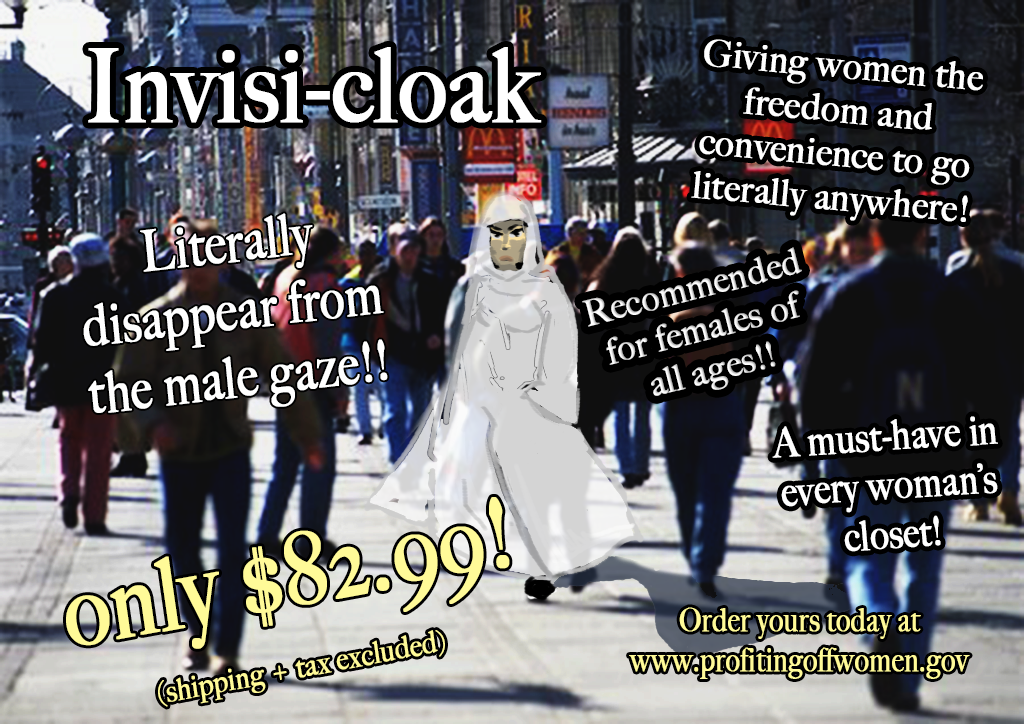 Invisi-cloak
Giving women the
freedom and
convenience to go
literally anywhere!
Literally
disappear from
the male gaze!!
Recommended
for females of
all ages!!
A must-have in
every woman's
closet!
only $82.99!
(shipping + tax excluded)
Order yours today at
www.profitingoffwomen.gov